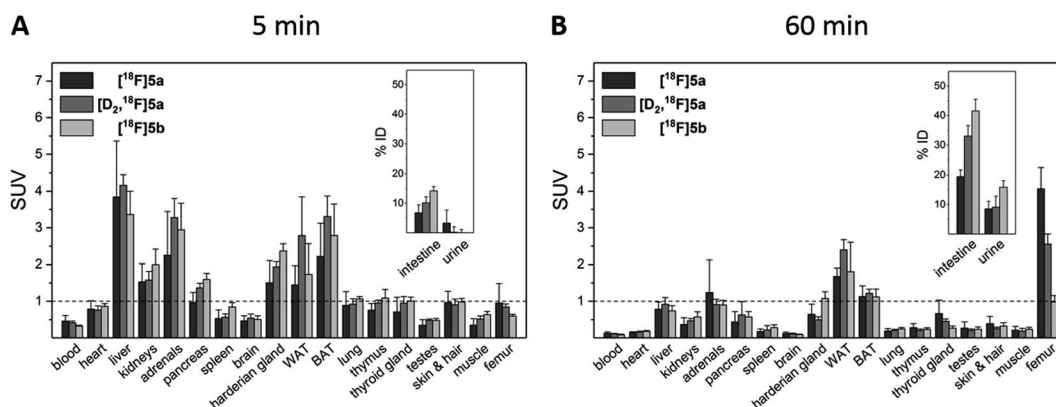 A 5 min
7
6
5
4
3
2
1
SUV
[¹⁸F]5a
[D₂,¹⁸F]5a
[¹⁸F]5b
50
40
30
20
10
% ID
intestine
urine
blood
heart
liver
kidneys
adrenals
pancreas
spleen
brain
harderian gland
WAT
BAT
lung
thymus
thyroid gland
testes
skin & hair
muscle
femur
B 60 min
7
6
5
4
3
2
1
SUV
[¹⁸F]5a
[D₂,¹⁸F]5a
[¹⁸F]5b
50
40
30
20
10
% ID
intestine
urine
blood
heart
liver
kidneys
adrenals
pancreas
spleen
brain
harderian gland
WAT
BAT
lung
thymus
thyroid gland
testes
skin & hair
muscle
femur